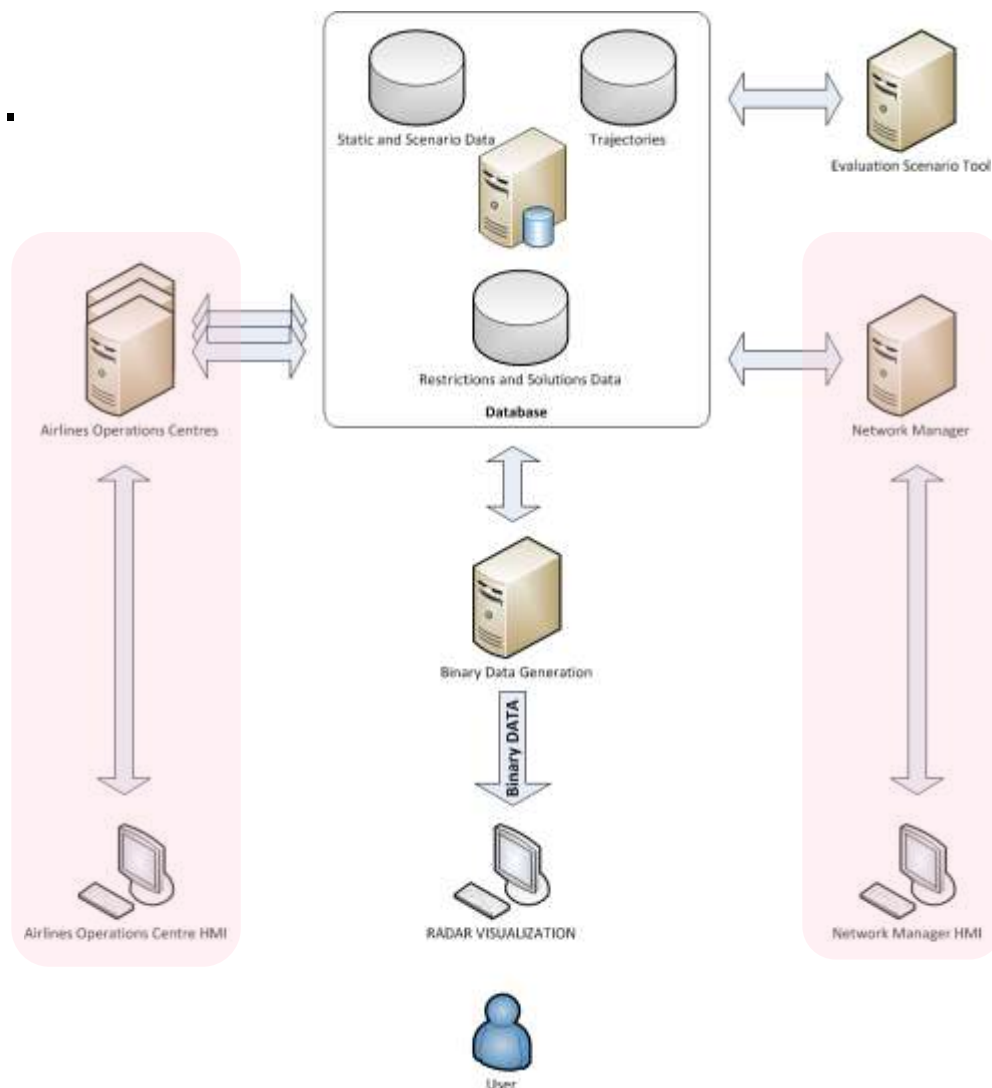 Static and Scenario Data
Trajectories
Evaluation Scenario Tool
Restrictions and Solutions Data
Database
Airlines Operations Centres
Network Manager
Binary Data Generation
Binary DATA
Airlines Operations Centre HMI
RADAR VISUALIZATION
Network Manager HMI
User